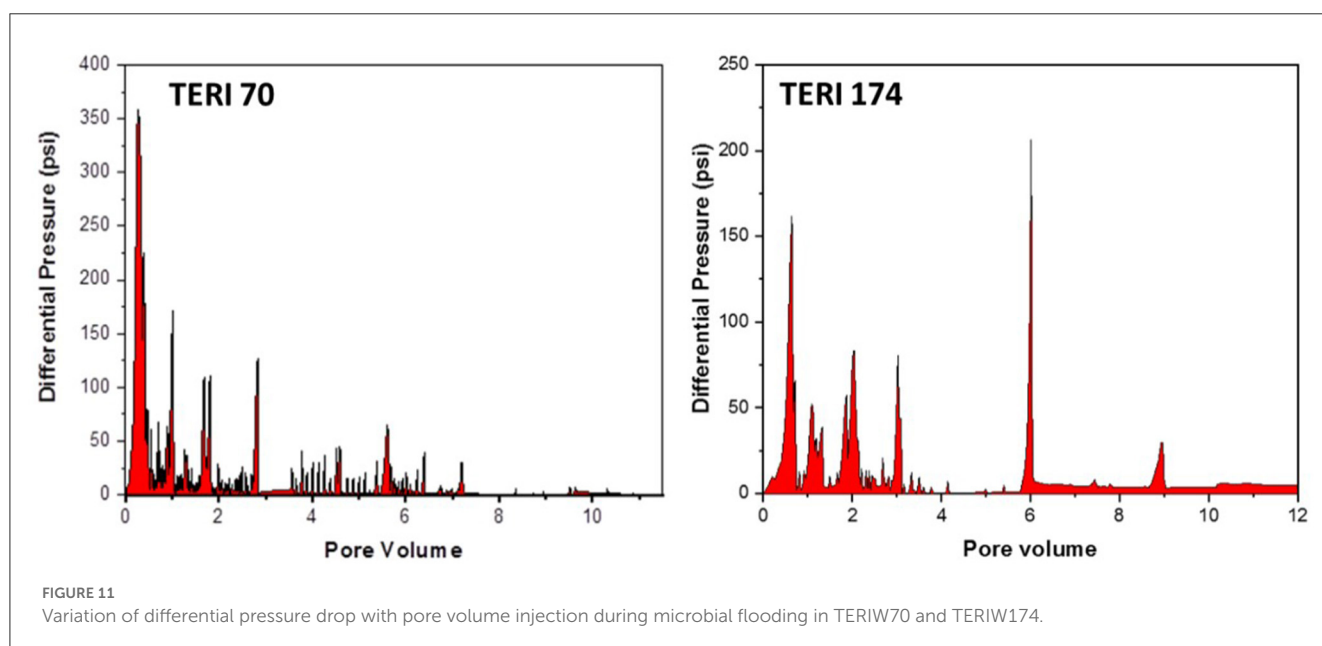 TERI 70
400
350
300
250
200
150
100
50
0
Differential Pressure (psi)
0 2 4 6 8 10
Pore Volume
TERI 174
250
200
150
100
50
0
Differential Pressure (psi)
0 2 4 6 8 10 12
Pore volume
FIGURE 11
Variation of differential pressure drop with pore volume injection during microbial flooding in TERIW70 and TERIW174.